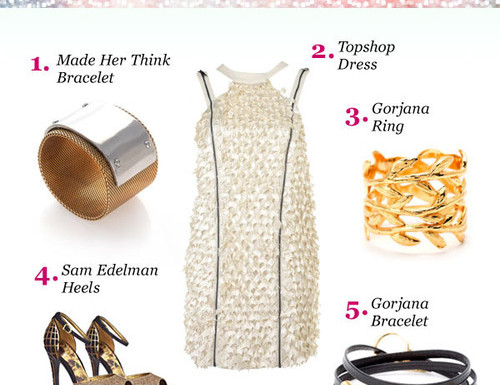 1. Made Her Think
Bracelet
2. Topshop
Dress
3. Gorjana
Ring
4. Sam Edelman
Heels
5. Gorjana
Bracelet